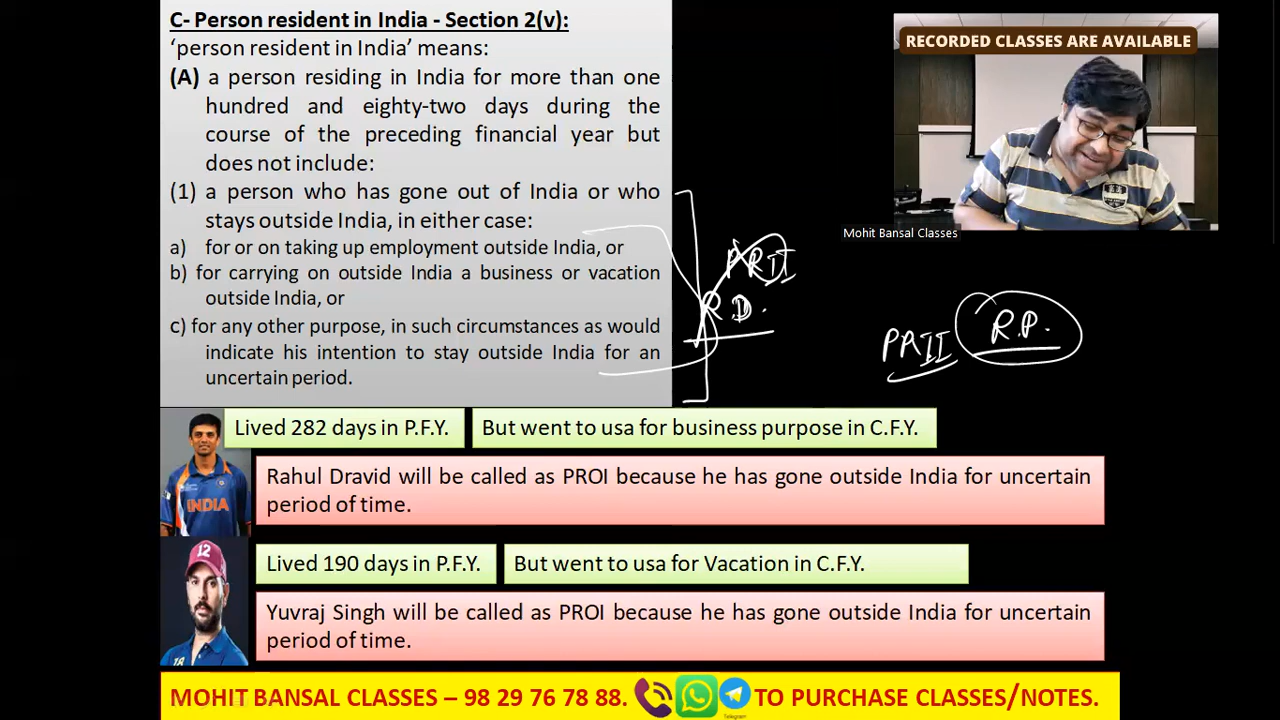 C- Person resident in India - Section 2(v):
‘person resident in India’ means:
(A) a person residing in India for more than one
hundred and eighty-two days during the
course of the preceding financial year but
does not include:
(1) a person who has gone out of India or who
stays outside India, in either case:
a) for or on taking up employment outside India, or
b) for carrying on outside India a business or vacation
outside India, or
c) for any other purpose, in such circumstances as would
indicate his intention to stay outside India for an
uncertain period.
PRII
R.D.
RECORDED CLASSES ARE AVAILABLE
Mohit Bansal Classes
PRII
R.P.
Lived 282 days in P.F.Y.
But went to usa for business purpose in C.F.Y.
Rahul Dravid will be called as PROI because he has gone outside India for uncertain
period of time.
INDIA
12
Lived 190 days in P.F.Y.
But went to usa for Vacation in C.F.Y.
Yuvraj Singh will be called as PROI because he has gone outside India for uncertain
period of time.
MOHIT BANSAL CLASSES – 98 29 76 78 88.
Telegram
TO PURCHASE CLASSES/NOTES.